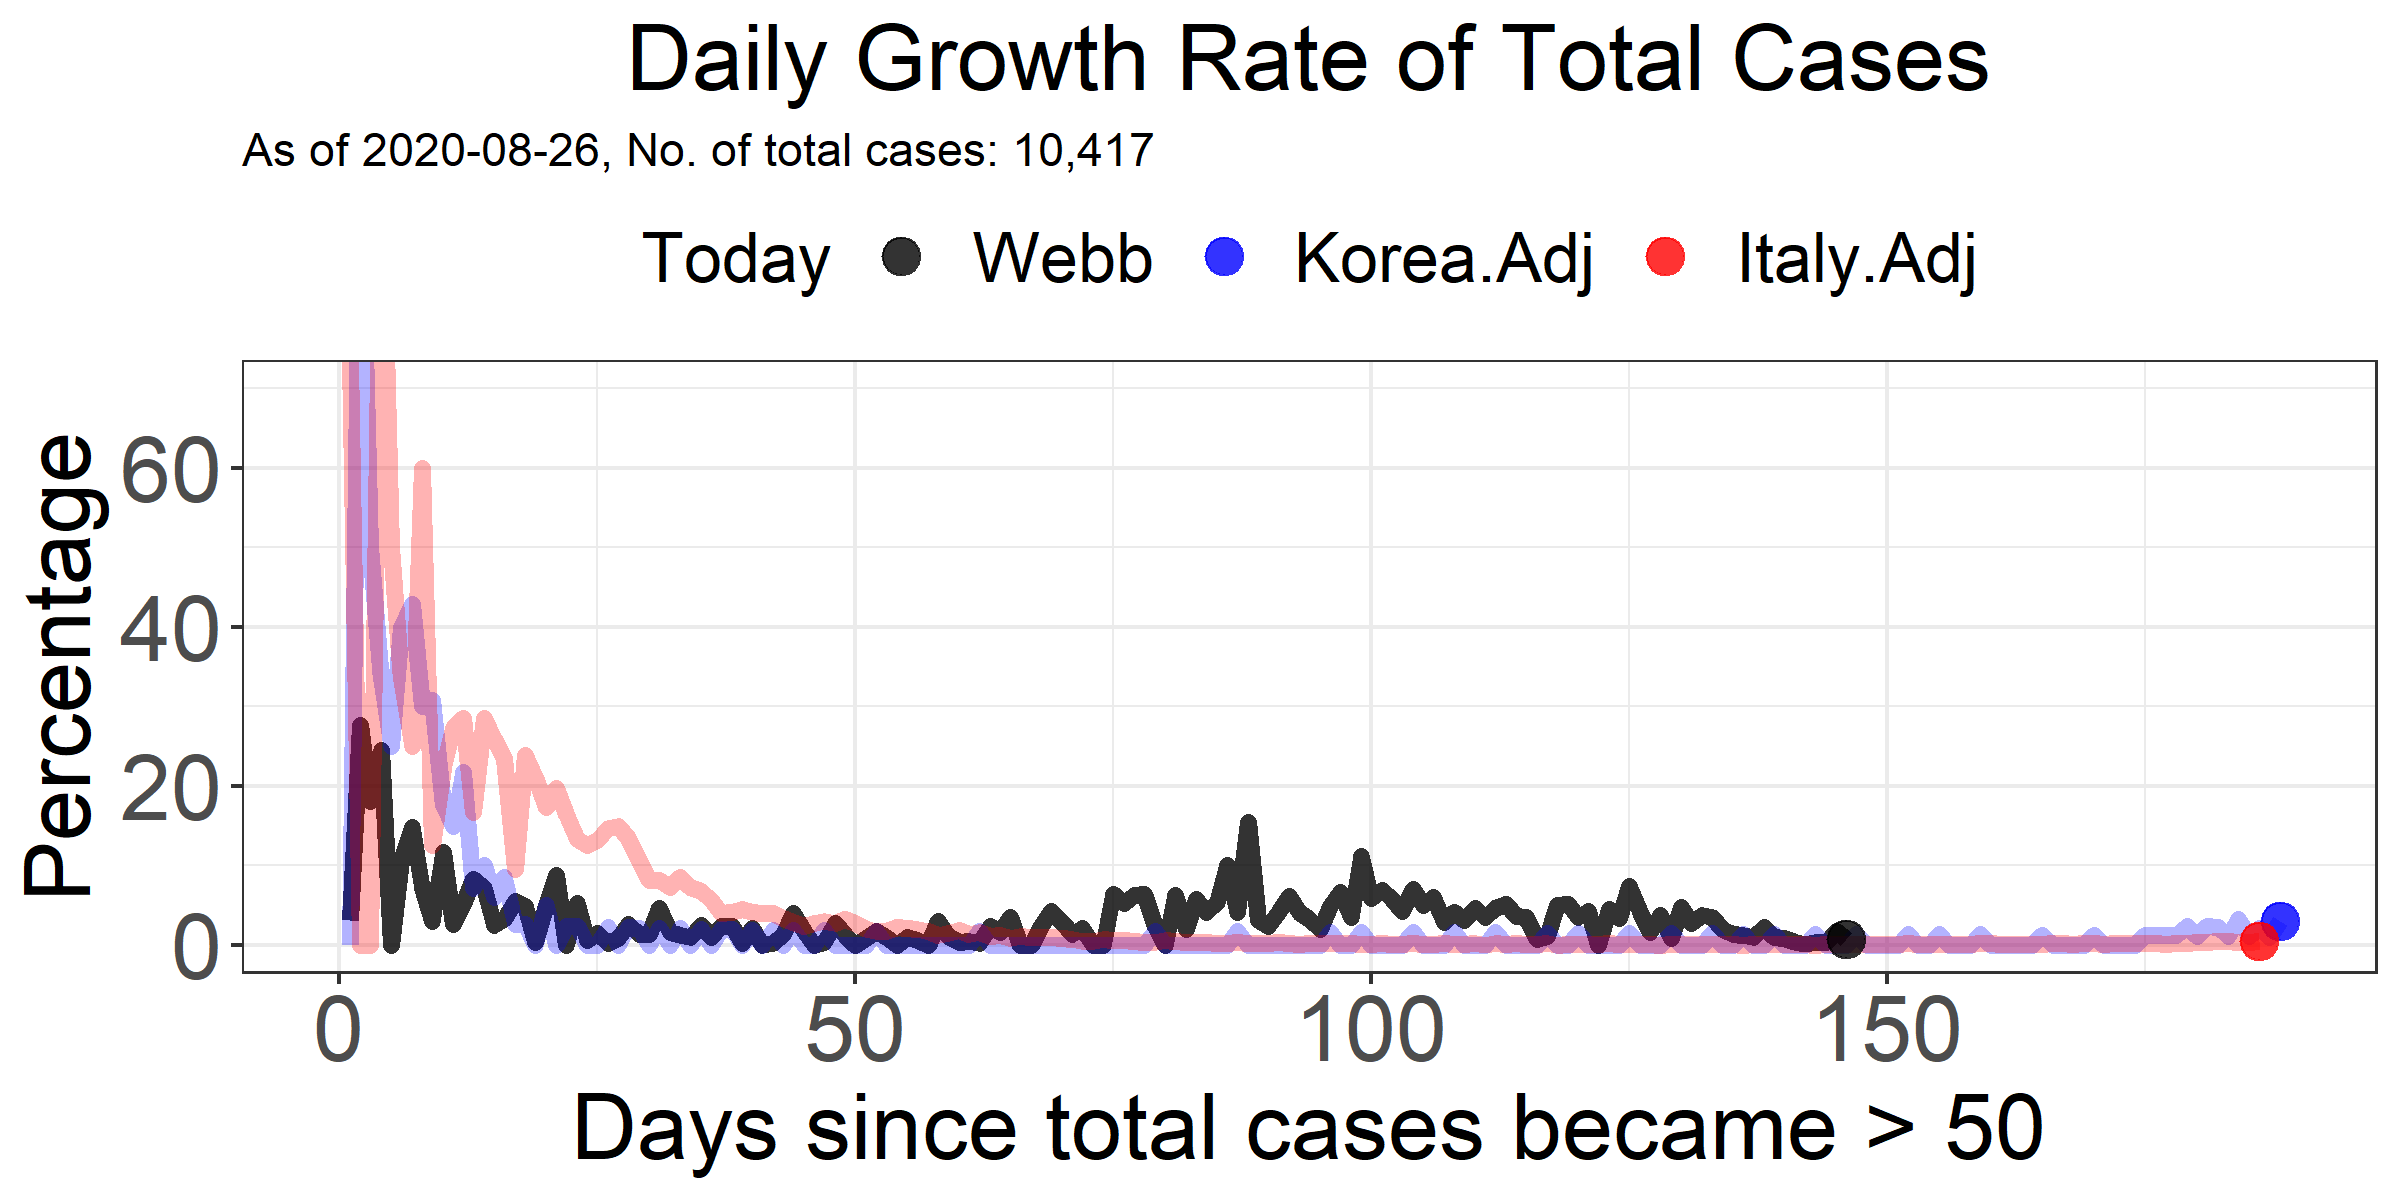 Daily Growth Rate of Total Cases
As of 2020-08-26, No. of total cases: 10,417
Today Webb Korea.Adj Italy.Adj
Percentage
60
40
20
0
0 50 100 150
Days since total cases became > 50